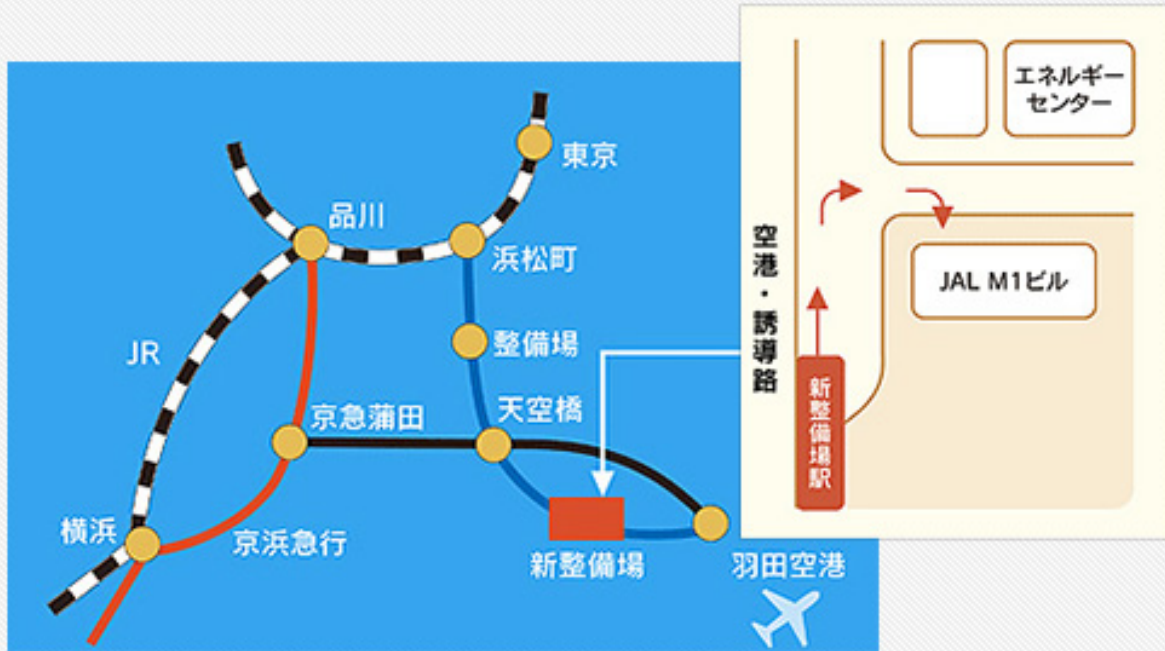 東京
品川
浜松町
整備場
JR
京急蒲田
天空橋
横浜
京浜急行
新整備場
羽田空港
エネルギー
センター
空港・誘導路
JAL M1ビル
新整備場駅